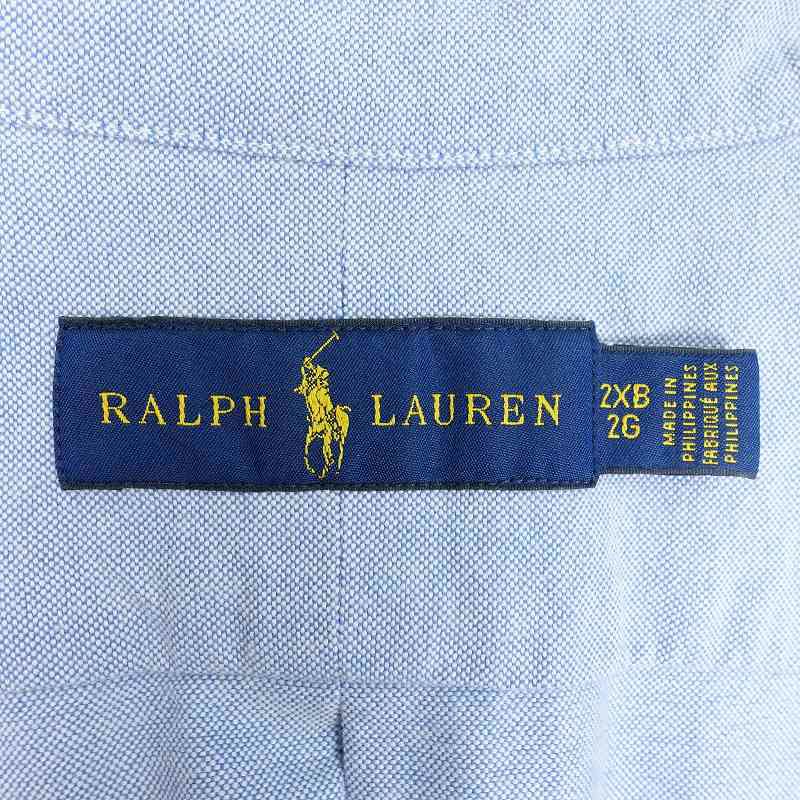 RALPH LAUREN
2XB
2G
MADE IN
PHILIPPINES
FABRIQUÉ AUX
PHILIPPINES